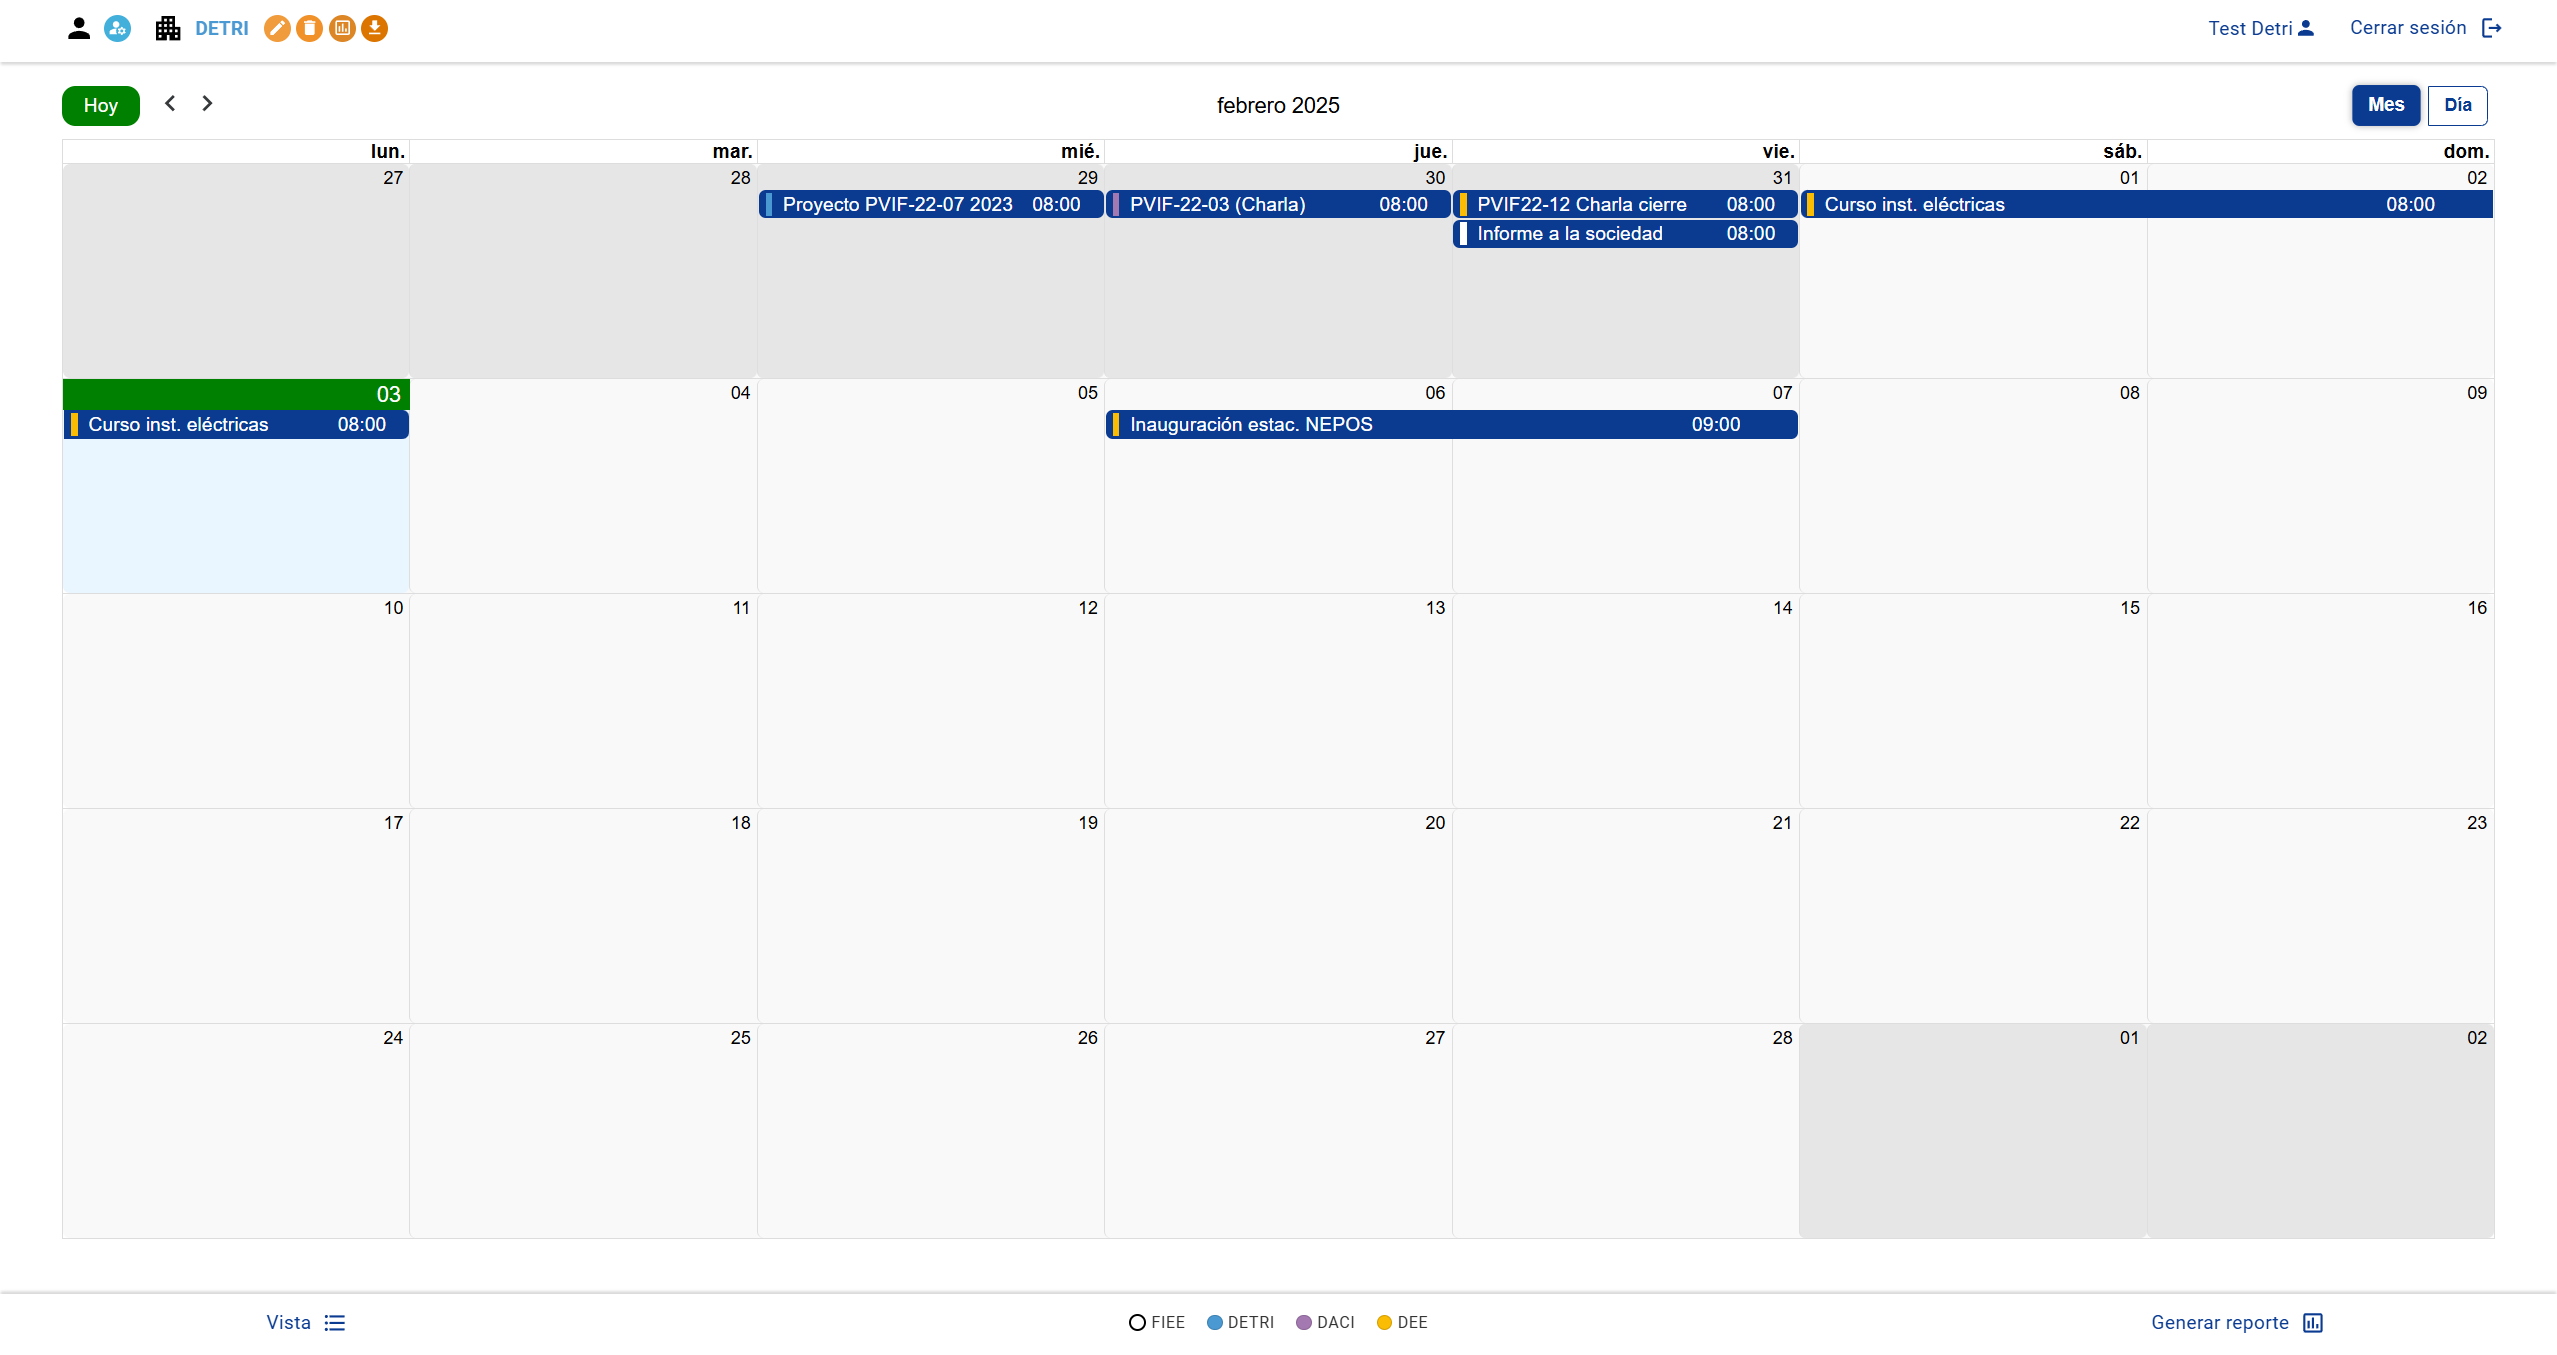 DETRI Test Detri Cerrar sesión
Hoy febrero 2025 Mes Día
lun. mar. mié. jue. vie. sáb. dom.
27 28 29 30 31 01 02
Proyecto PVIF-22-07 2023 08:00 PVIF-22-03 (Charla) 08:00 PVIF22-12 Charla cierre 08:00 Curso inst. eléctricas 08:00
Informe a la sociedad 08:00
03 04 05 06 07 08 09
Curso inst. eléctricas 08:00 Inauguración estac. NEPOS 09:00
10 11 12 13 14 15 16
17 18 19 20 21 22 23
24 25 26 27 28 01 02
Vista FIEE DETRI DACI DEE Generar reporte